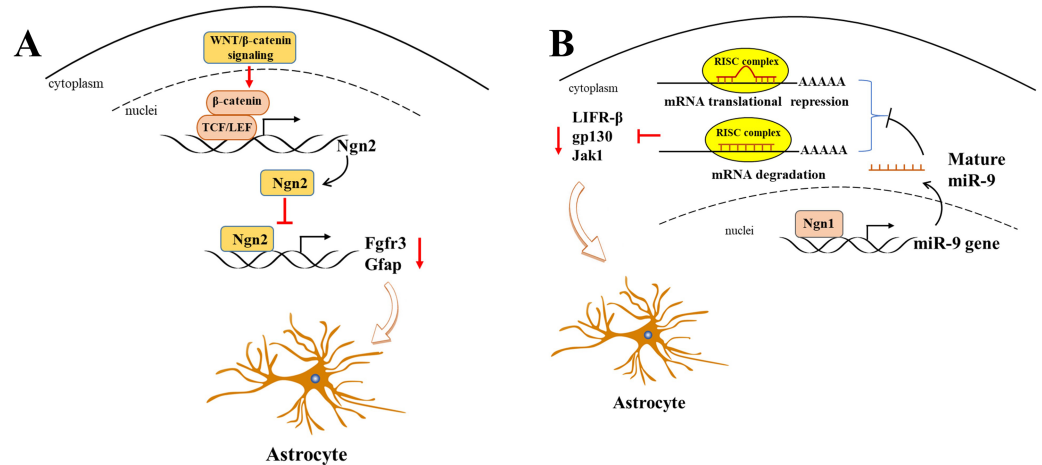 A
WNT/β-catenin
signaling
cytoplasm
nuclei
β-catenin
TCF/LEF
Ngn2
Ngn2
Ngn2
Fgfr3
Gfap
Astrocyte
B
cytoplasm
RISC complex
AAAAA
mRNA translational repression
LIFR-β
gp130
Jak1
RISC complex
AAAAA
mRNA degradation
Mature
miR-9
nuclei
Ngn1
miR-9 gene
Astrocyte